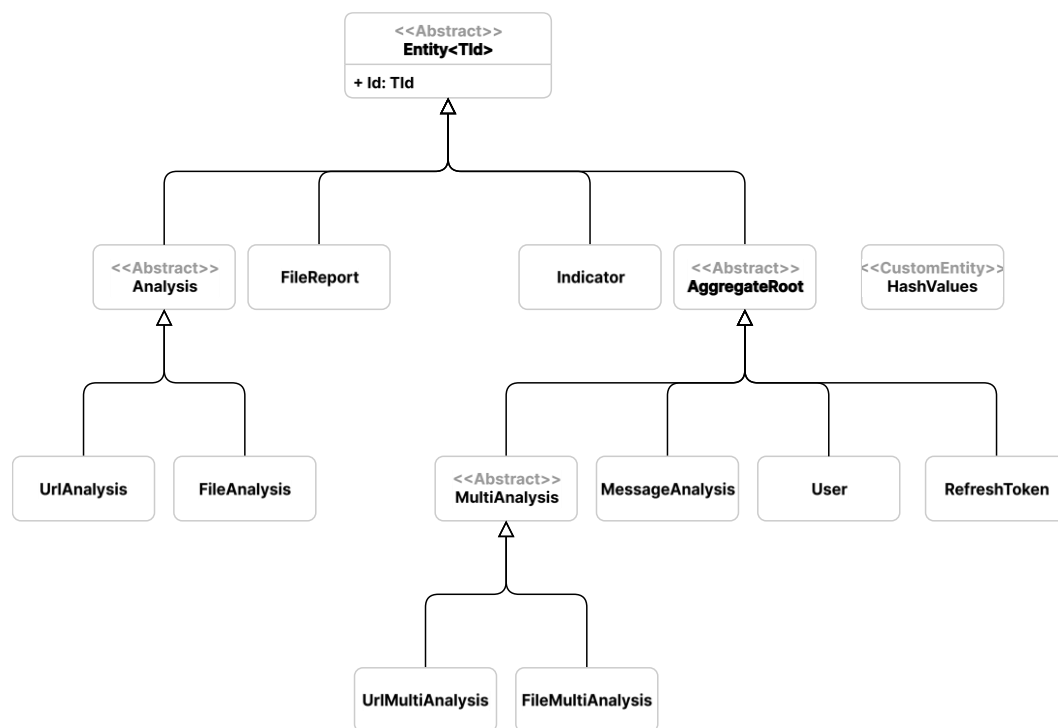 <<Abstract>>
Entity<TId>
+ Id: TId
<<Abstract>>
Analysis
FileReport
Indicator
<<Abstract>>
AggregateRoot
<<CustomEntity>>
HashValues
UrlAnalysis
FileAnalysis
<<Abstract>>
MultiAnalysis
MessageAnalysis
User
RefreshToken
UrlMultiAnalysis
FileMultiAnalysis